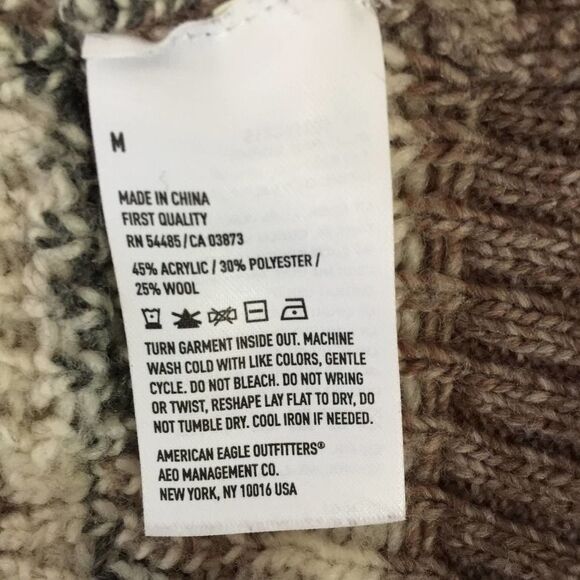 M
MADE IN CHINA
FIRST QUALITY
RN 54485/CA 03873
45% ACRYLIC / 30% POLYESTER /
25% WOOL
TURN GARMENT INSIDE OUT. MACHINE
WASH COLD WITH LIKE COLORS, GENTLE
CYCLE. DO NOT BLEACH. DO NOT WRING
OR TWIST, RESHAPE LAY FLAT TO DRY, DO
NOT TUMBLE DRY. COOL IRON IF NEEDED.
AMERICAN EAGLE OUTFITTERS®
AEO MANAGEMENT CO.
NEW YORK, NY 10016 USA